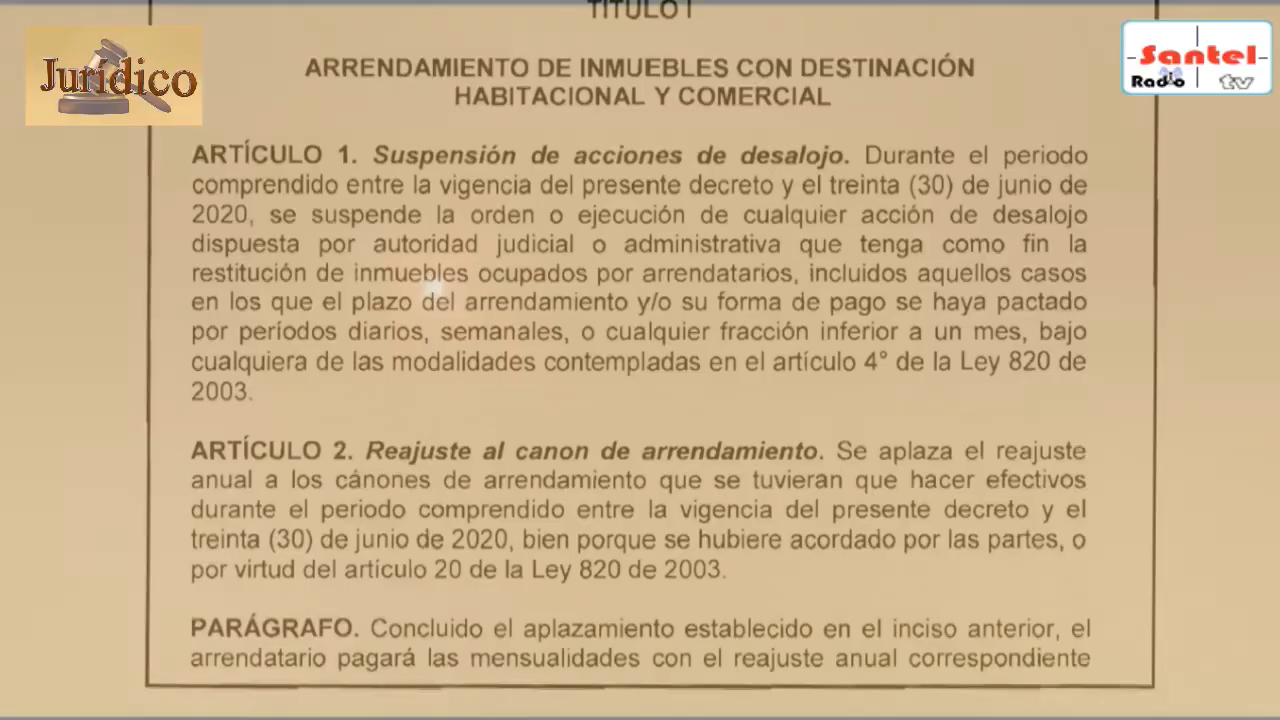 TÍTULO I
Jurídico
-Santel-
Radio tv
ARRENDAMIENTO DE INMUEBLES CON DESTINACIÓN
HABITACIONAL Y COMERCIAL
ARTÍCULO 1. Suspensión de acciones de desalojo. Durante el periodo
comprendido entre la vigencia del presente decreto y el treinta (30) de junio de
2020, se suspende la orden o ejecución de cualquier acción de desalojo
dispuesta por autoridad judicial o administrativa que tenga como fin la
restitución de inmuebles ocupados por arrendatarios, incluidos aquellos casos
en los que el plazo del arrendamiento y/o su forma de pago se haya pactado
por períodos diarios, semanales, o cualquier fracción inferior a un mes, bajo
cualquiera de las modalidades contempladas en el artículo 4° de la Ley 820 de
2003.
ARTÍCULO 2. Reajuste al canon de arrendamiento. Se aplaza el reajuste
anual a los cánones de arrendamiento que se tuvieran que hacer efectivos
durante el periodo comprendido entre la vigencia del presente decreto y el
treinta (30) de junio de 2020, bien porque se hubiere acordado por las partes, o
por virtud del artículo 20 de la Ley 820 de 2003.
PARÁGRAFO. Concluido el aplazamiento establecido en el inciso anterior, el
arrendatario pagará las mensualidades con el reajuste anual correspondiente